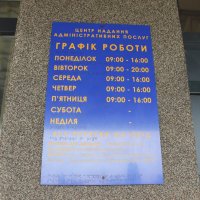 ЦЕНТР НАДАННЯ
АДМІНІСТРАТИВНИХ ПОСЛУГ
ГРАФІК РОБОТИ
ПОНЕДІЛОК 09:00 - 16:00
ВІВТОРОК 09:00 - 20:00
СЕРЕДА 09:00 - 16:00
ЧЕТВЕР 09:00 - 16:00
П'ЯТНИЦЯ 09:00 - 16:00
СУБОТА -
НЕДІЛЯ -